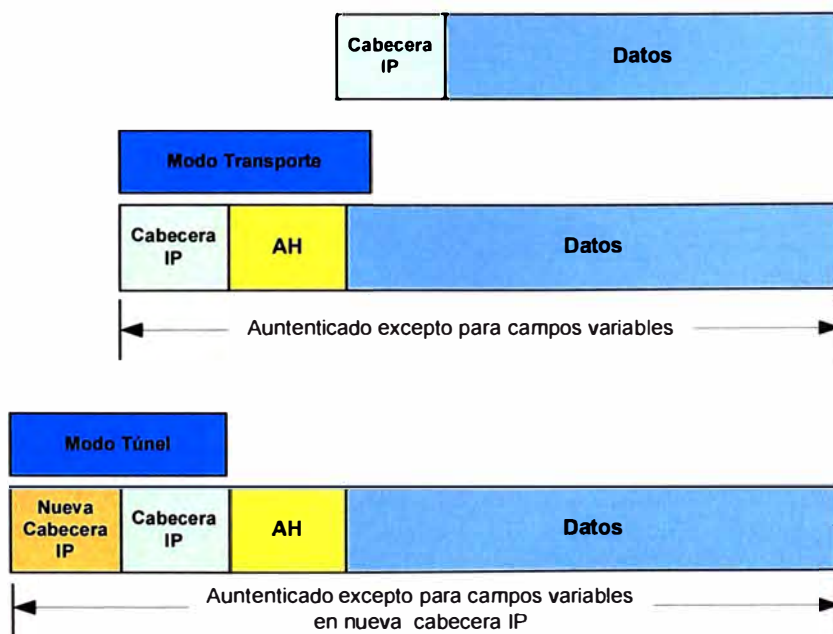 Cabecera
IP
Datos
Modo Transporte
Cabecera
IP
AH
Datos
Auntenticado excepto para campos variables
Modo Túnel
Nueva
Cabecera
IP
Cabecera
IP
AH
Datos
Auntenticado excepto para campos variables
en nueva cabecera IP